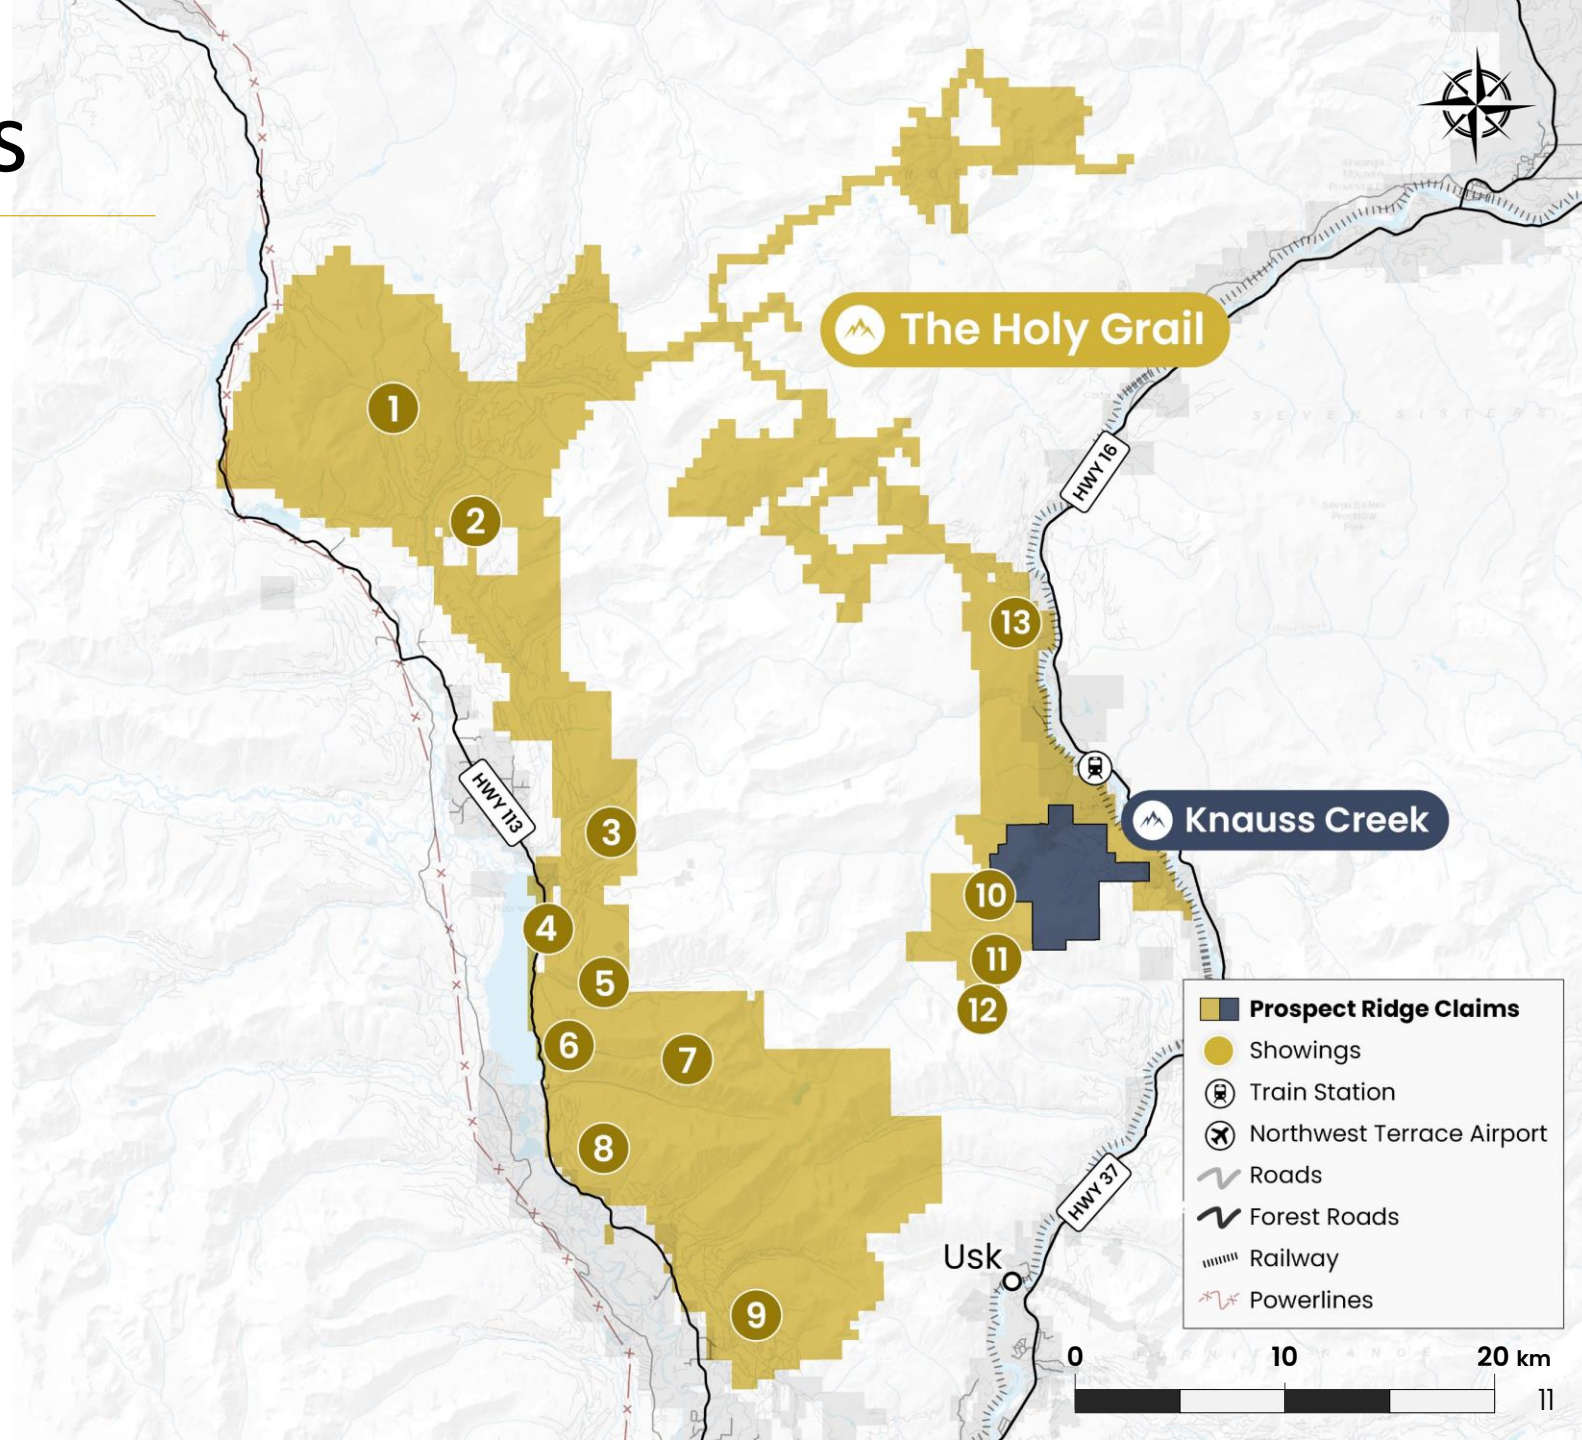 s
The Holy Grail
1
2
HWY 16
SEVEN SISTERS
13
HWY 113
3
Knauss Creek
10
4
11
5
12
6
7
8
9
Usk
HWY 37
Prospect Ridge Claims
Showings
Train Station
Northwest Terrace Airport
Roads
Forest Roads
Railway
Powerlines
0 10 20 km
11